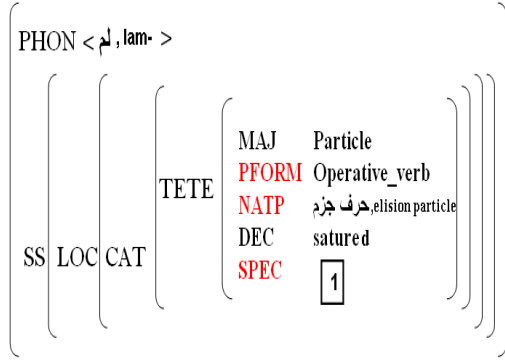 PHON < لم , lam- >
MAJ Particle
PFORM Operative_verb
TETE
NATP حرف جزم,elision particle
DEC satured
SS LOC CAT
SPEC 1